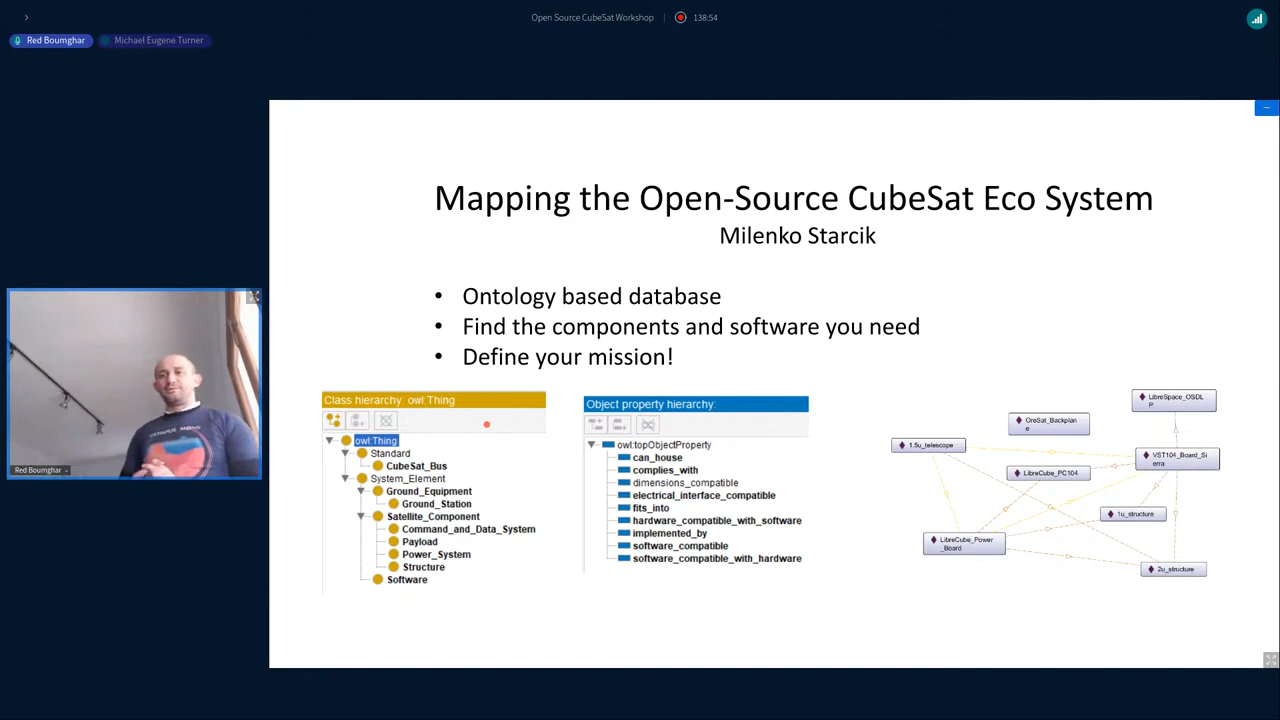 Open Source CubeSat Workshop
138:54
Red Boumghar
Michael Eugene Turner
Mapping the Open-Source CubeSat Eco System
Milenko Starcik
• Ontology based database
• Find the components and software you need
• Define your mission!
Class hierarchy: owl:Thing
owl:Thing
Standard
CubeSat_Bus
System_Element
Ground_Equipment
Ground_Station
Satellite_Component
Command_and_Data_System
Payload
Power_System
Structure
Software
Object property hierarchy:
owl:topObjectProperty
can_house
complies_with
dimensions_compatible
electrical_interface_compatible
fits_into
hardware_compatible_with_software
implemented_by
software_compatible
software_compatible_with_hardware
LibreSpace_OSDL
P
OreSat_Backplan
e
1.5u_telescope
VST104_Board_Si
erra
LibreCube_PC104
1u_structure
LibreCube_Power
_Board
2u_structure
Red Boumghar